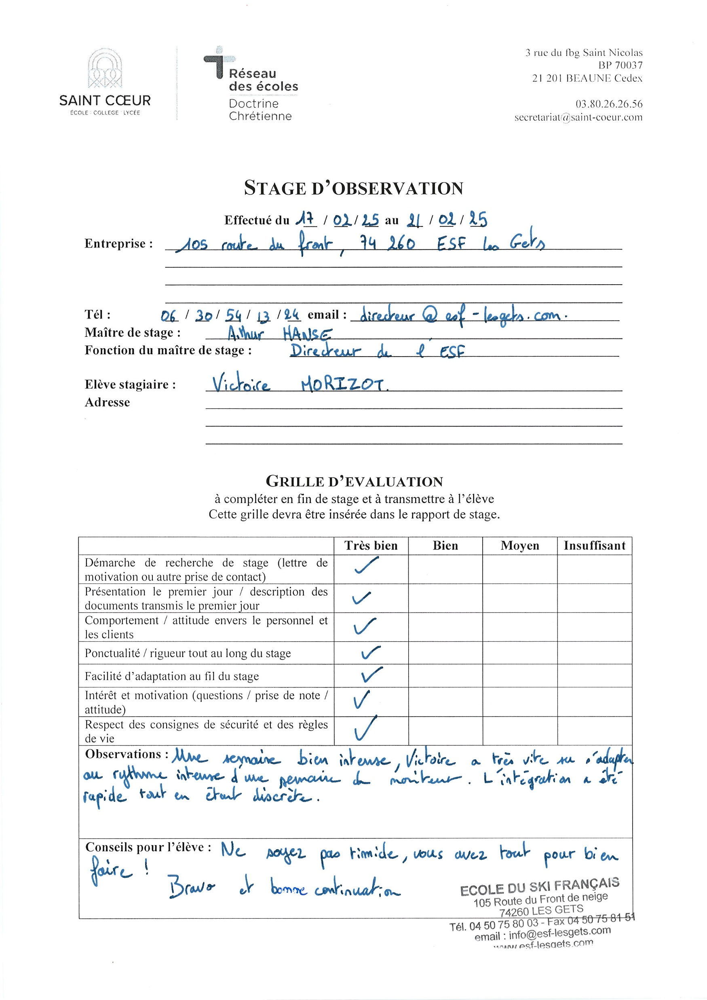 SAINT CŒUR
ÉCOLE COLLEGE LYCÉE
Réseau
des écoles
Doctrine
Chrétienne
3 rue du fbg Saint Nicolas
BP 70037
21 201 BEAUNE Cedex
03.80.26.26.56
secretariat@saint-coeur.com
STAGE D'OBSERVATION
Effectué du 17 / 02 / 25 au 21 / 02 / 25
Entreprise : 105 route du front, 74 260 ESF les Gets
Tél : 06 / 30 / 54 / 13 / 24 email : directeur @ esf - lesgets. com.
Maître de stage : Arthur HANSE
Fonction du maître de stage : Directeur de l'ESF
Elève stagiaire : Victoire MORIZOT.
Adresse
GRILLE D'EVALUATION
à compléter en fin de stage et à transmettre à l'élève
Cette grille devra être insérée dans le rapport de stage.
Très bien Bien Moyen Insuffisant
Démarche de recherche de stage (lettre de
motivation ou autre prise de contact) ✓
Présentation le premier jour / description des
documents transmis le premier jour ✓
Comportement / attitude envers le personnel et
les clients ✓
Ponctualité / rigueur tout au long du stage ✓
Facilité d'adaptation au fil du stage ✓
Intérêt et motivation (questions / prise de note /
attitude) ✓
Respect des consignes de sécurité et des règles
de vie ✓
Observations : Une semaine bien intense, Victoire a très vite su s'adapter
au rythme intense d'une semaine de moniteur. L'intégration a été
rapide tout en étant discrète.
Conseils pour l'élève : Ne soyez pas timide, vous avez tout pour bien
faire !
Bravo et bonne continuation
ECOLE DU SKI FRANÇAIS
105 Route du Front de neige
74260 LES GETS
Tél. 04 50 75 80 03 - Fax 04 50 75 81 51
email : info@esf-lesgets.com
www.esf-lesgets.com